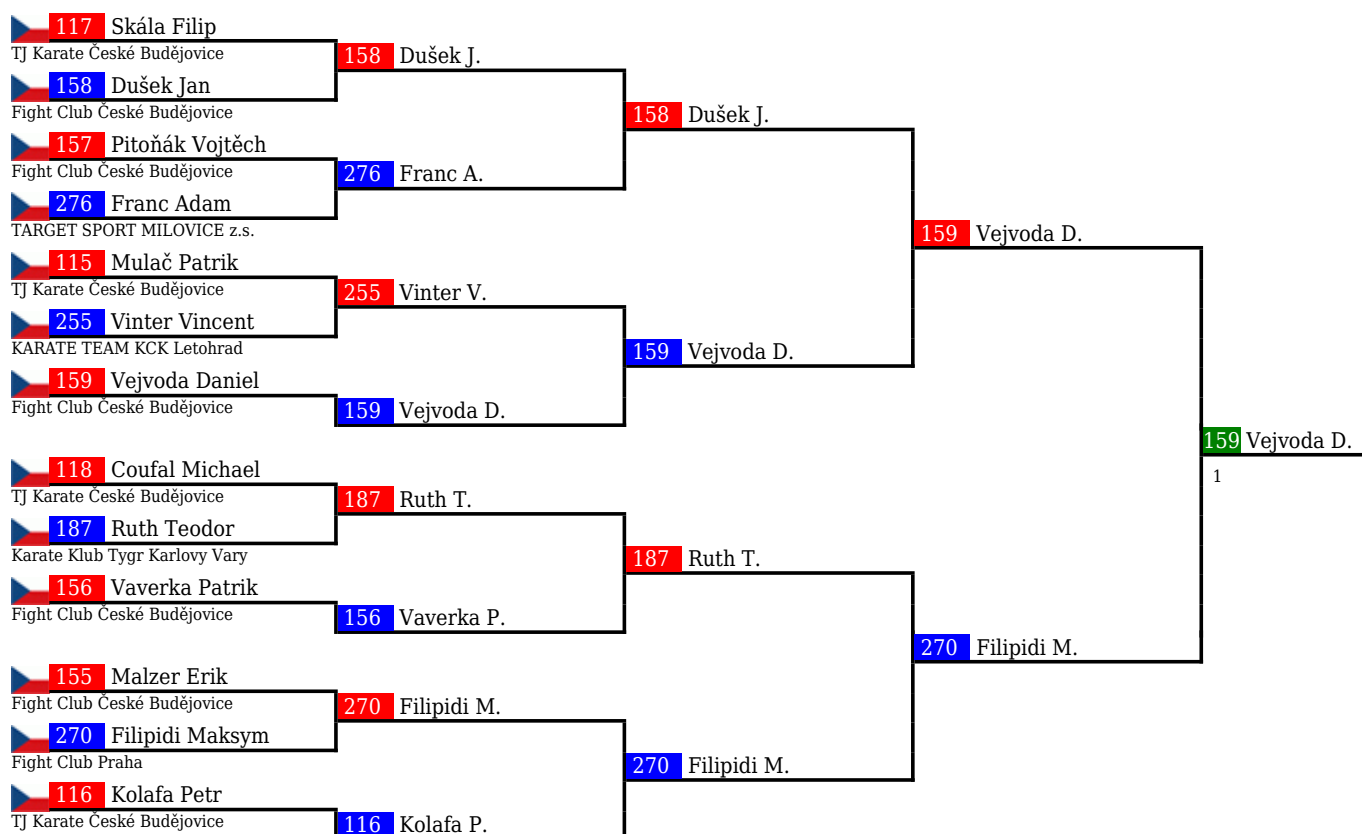 117 Skála Filip
TJ Karate České Budějovice
158 Dušek J.
158 Dušek Jan
Fight Club České Budějovice
158 Dušek J.
157 Pitoňák Vojtěch
Fight Club České Budějovice
276 Franc A.
276 Franc Adam
TARGET SPORT MILOVICE z.s.
159 Vejvoda D.
115 Mulač Patrik
TJ Karate České Budějovice
255 Vinter V.
255 Vinter Vincent
KARATE TEAM KCK Letohrad
159 Vejvoda D.
159 Vejvoda Daniel
Fight Club České Budějovice
159 Vejvoda D.
159 Vejvoda D.
1
118 Coufal Michael
TJ Karate České Budějovice
187 Ruth T.
187 Ruth Teodor
Karate Klub Tygr Karlovy Vary
187 Ruth T.
156 Vaverka Patrik
Fight Club České Budějovice
156 Vaverka P.
270 Filipidi M.
155 Malzer Erik
Fight Club České Budějovice
270 Filipidi M.
270 Filipidi Maksym
Fight Club Praha
270 Filipidi M.
116 Kolafa Petr
TJ Karate České Budějovice
116 Kolafa P.